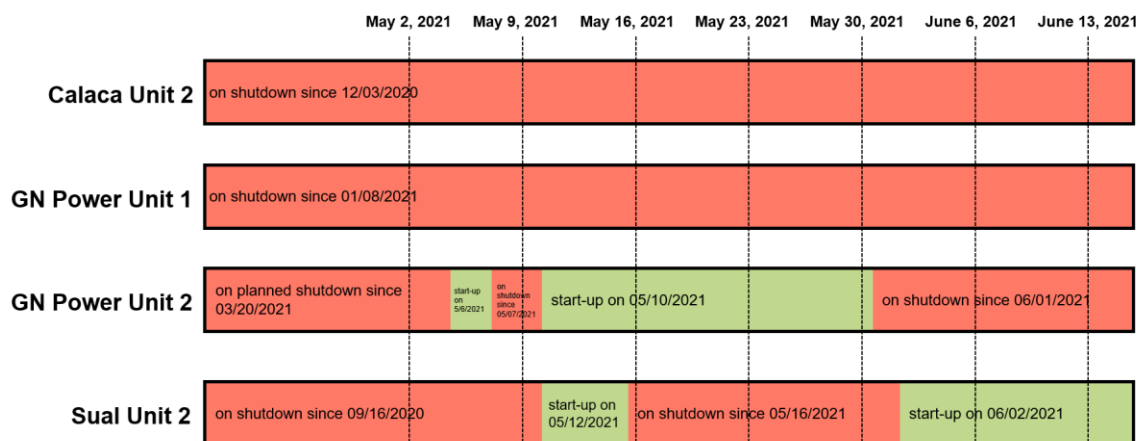 May 2, 2021 May 9, 2021 May 16, 2021 May 23, 2021 May 30, 2021 June 6, 2021 June 13, 2021
Calaca Unit 2
on shutdown since 12/03/2020
GN Power Unit 1
on shutdown since 01/08/2021
GN Power Unit 2
on planned shutdown since
03/20/2021
start-up
on
5/6/2021
on
shutdown
since
05/07/2021
start-up on 05/10/2021
on shutdown since 06/01/2021
Sual Unit 2
on shutdown since 09/16/2020
start-up on
05/12/2021
on shutdown since 05/16/2021
start-up on 06/02/2021